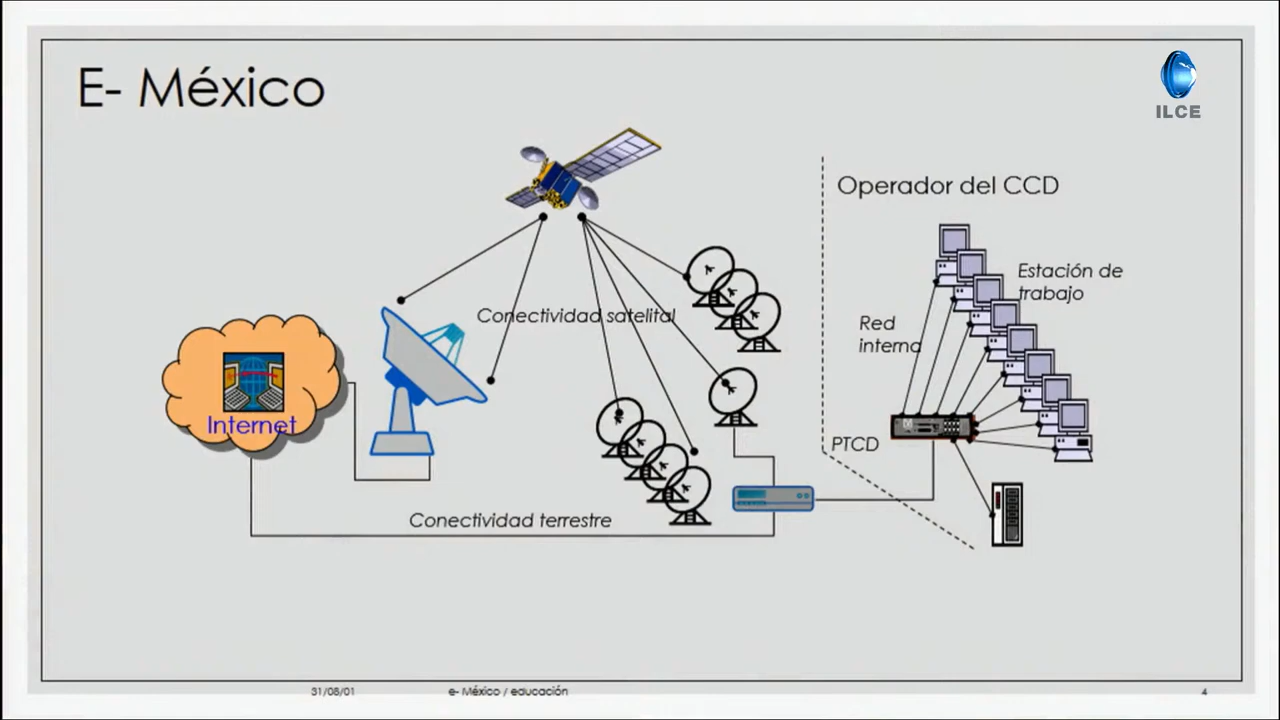 E- México
ILCE
Operador del CCD
Estación de
trabajo
Conectividad satelital
Red
interna
Internet
PTCD
Conectividad terrestre
31/08/01
e- México / educación
4